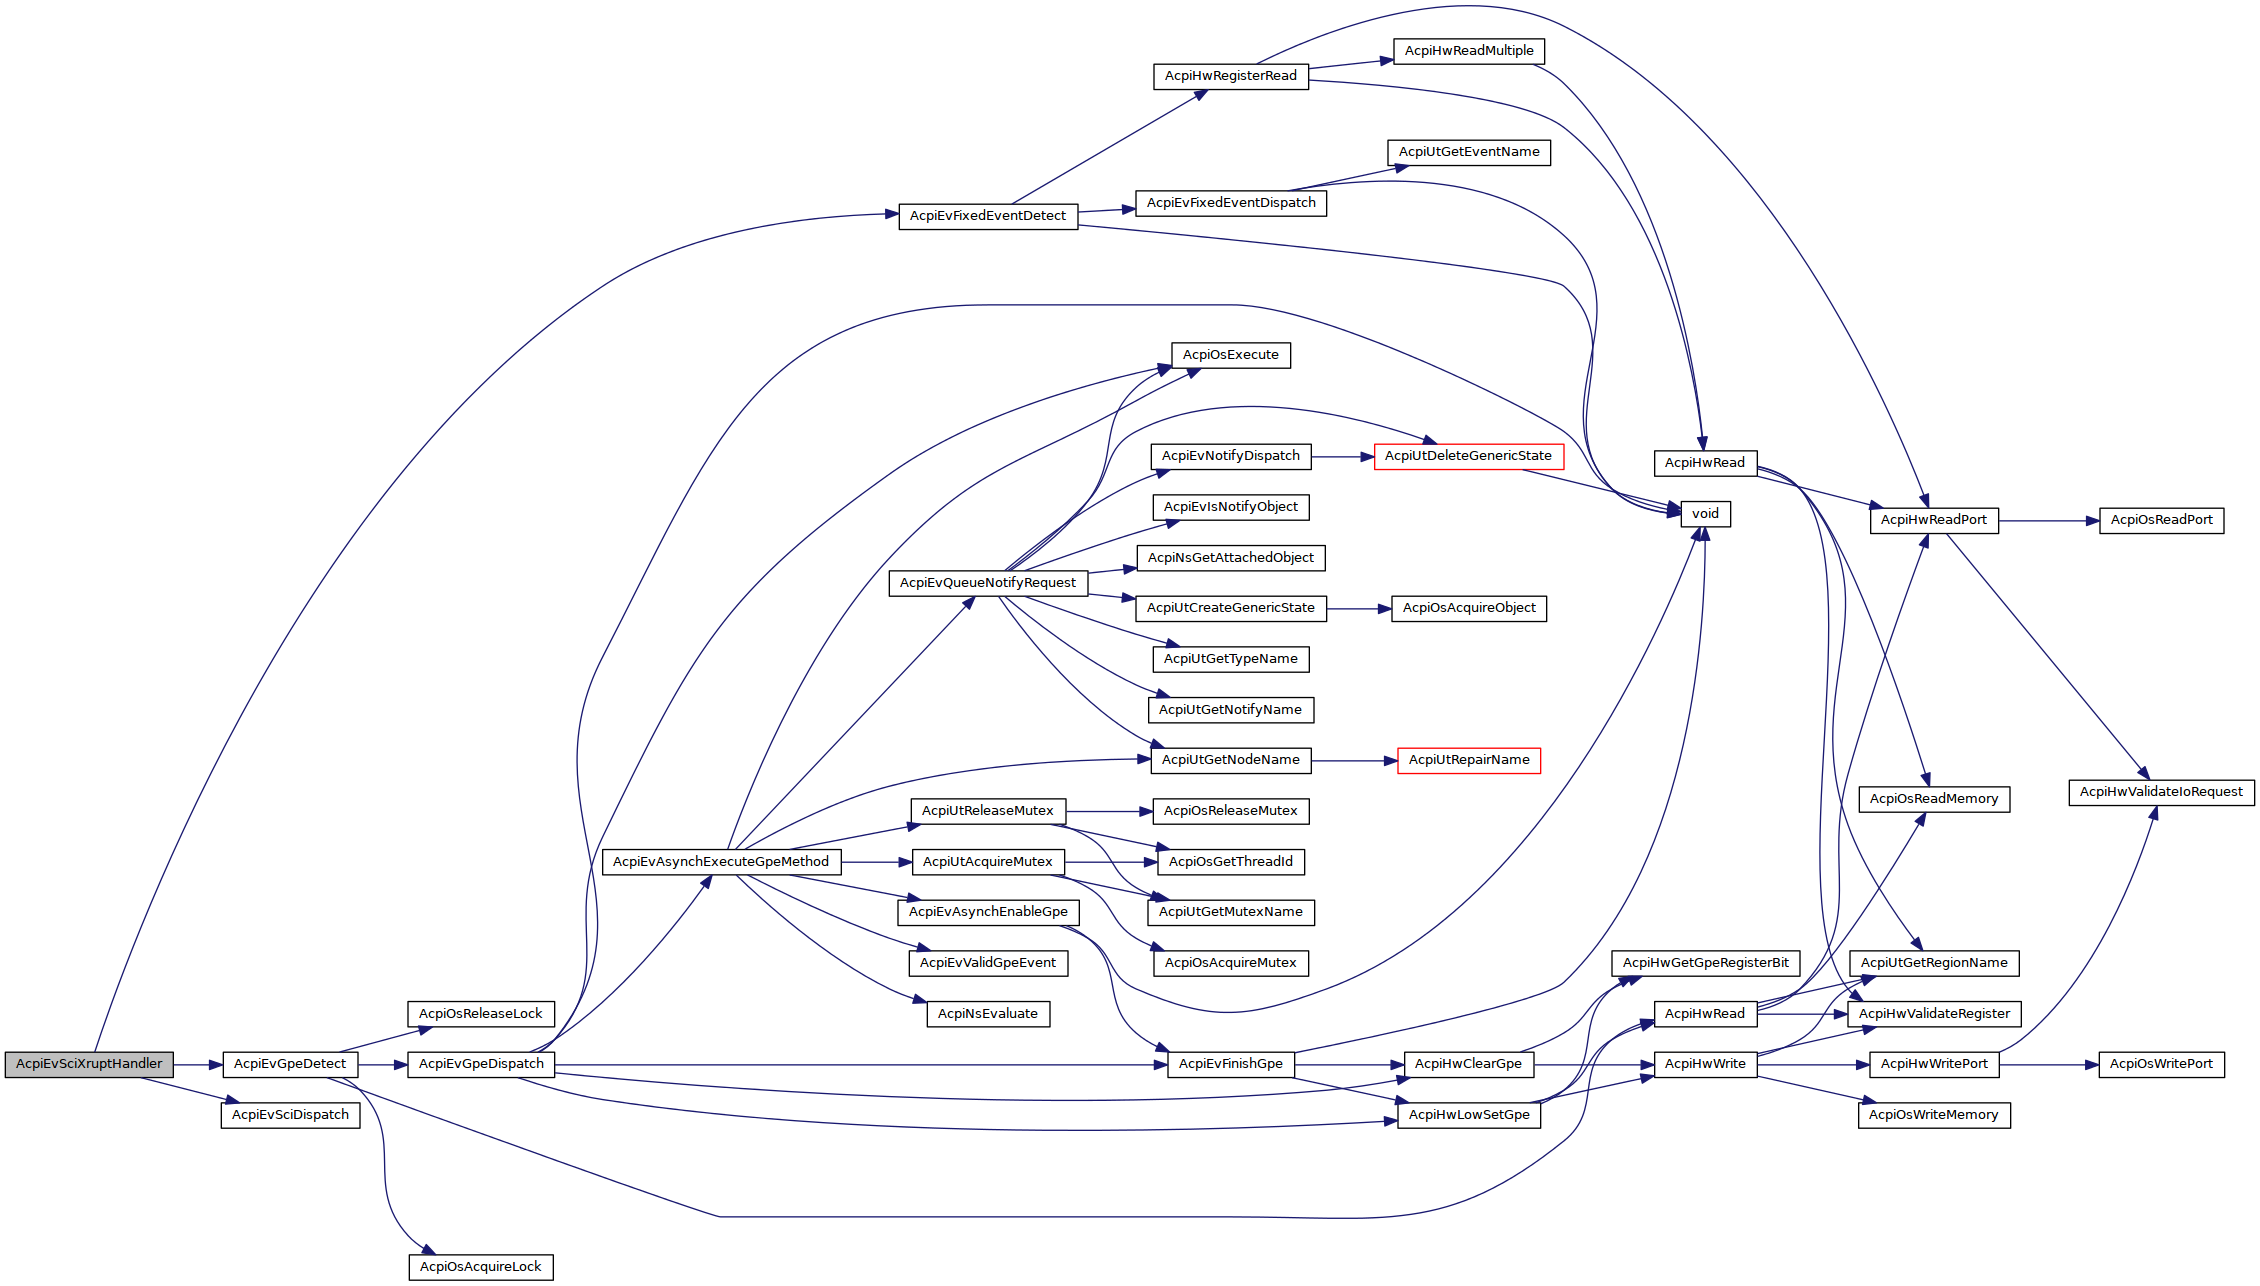 AcpiHwReadMultiple
AcpiHwRegisterRead
AcpiUtGetEventName
AcpiEvFixedEventDispatch
AcpiEvFixedEventDetect
AcpiOsExecute
AcpiEvNotifyDispatch
AcpiUtDeleteGenericState
AcpiHwRead
AcpiEvIsNotifyObject
void
AcpiHwReadPort
AcpiOsReadPort
AcpiNsGetAttachedObject
AcpiEvQueueNotifyRequest
AcpiUtCreateGenericState
AcpiOsAcquireObject
AcpiUtGetTypeName
AcpiUtGetNotifyName
AcpiUtGetNodeName
AcpiUtRepairName
AcpiHwValidateIoRequest
AcpiOsReadMemory
AcpiUtReleaseMutex
AcpiOsReleaseMutex
AcpiEvAsynchExecuteGpeMethod
AcpiUtAcquireMutex
AcpiOsGetThreadId
AcpiEvAsynchEnableGpe
AcpiUtGetMutexName
AcpiEvValidGpeEvent
AcpiOsAcquireMutex
AcpiHwGetGpeRegisterBit
AcpiUtGetRegionName
AcpiOsReleaseLock
AcpiNsEvaluate
AcpiHwRead
AcpiHwValidateRegister
AcpiEvSciXruptHandler
AcpiEvGpeDetect
AcpiEvGpeDispatch
AcpiEvFinishGpe
AcpiHwClearGpe
AcpiHwWrite
AcpiHwWritePort
AcpiOsWritePort
AcpiEvSciDispatch
AcpiHwLowSetGpe
AcpiOsWriteMemory
AcpiOsAcquireLock